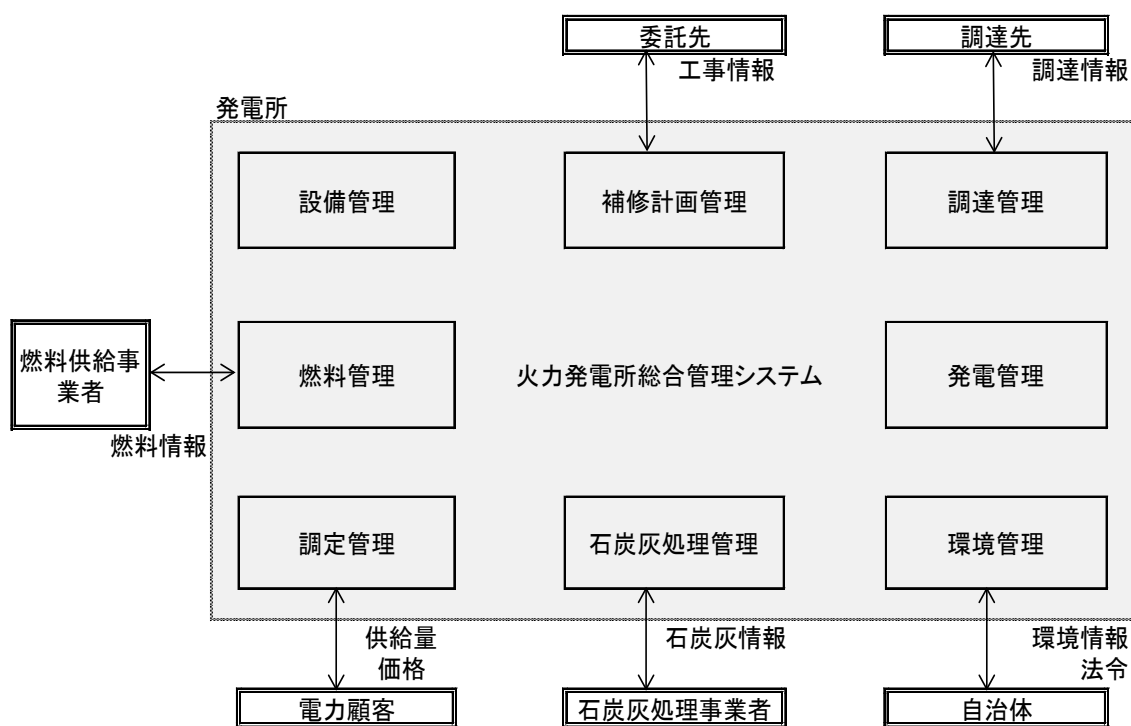 委託先
調達先
工事情報
調達情報
発電所
設備管理
補修計画管理
調達管理
燃料供給事
業者
燃料管理
火力発電所総合管理システム
発電管理
燃料情報
調定管理
石炭灰処理管理
環境管理
供給量
価格
石炭灰情報
環境情報
法令
電力顧客
石炭灰処理事業者
自治体